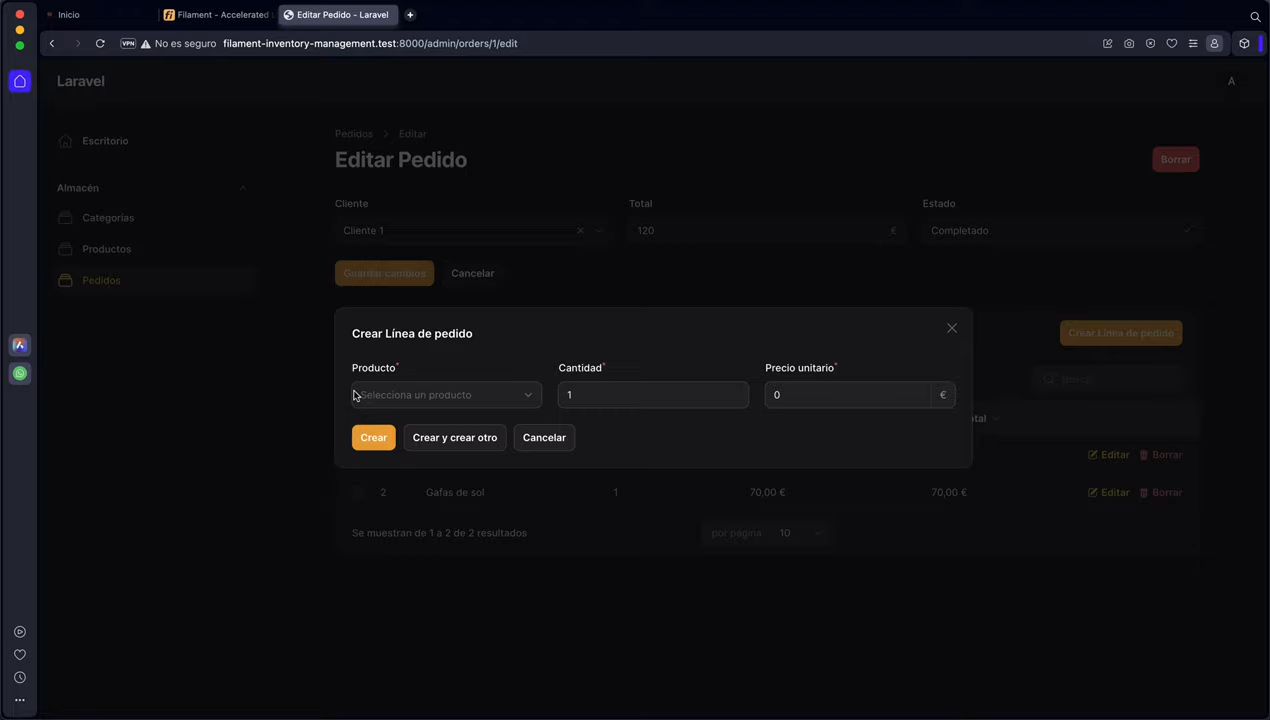 Inicio
Filament - Accelerated
Editar Pedido - Laravel
VPN
No es seguro
filament-inventory-management.test:8000/admin/orders/1/edit
Laravel
A
Escritorio
Almacén
Categorías
Productos
Pedidos
Pedidos > Editar
Editar Pedido
Borrar
Cliente
Total
Estado
Cliente 1
120 €
Completado
Guardar cambios
Cancelar
Crear Línea de pedido
Crear Línea de pedido
Producto*
Cantidad*
Precio unitario*
Selecciona un producto
1
0 €
Crear
Crear y crear otro
Cancelar
Editar
Borrar
2
Gafas de sol
1
70,00 €
70,00 €
Editar
Borrar
Se muestran de 1 a 2 de 2 resultados
por página
10